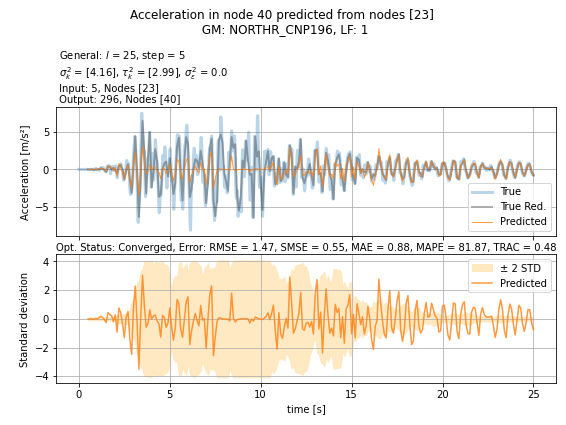 Acceleration in node 40 predicted from nodes [23]
GM: NORTHR_CNP196, LF: 1
General: l = 25, step = 5
σ_k^2 = [4.16], τ_k^2 = [2.99], σ_ε^2 = 0.0
Input: 5, Nodes [23]
Output: 296, Nodes [40]
Acceleration [m/s²]
5
0
−5
True
True Red.
Predicted
Opt. Status: Converged, Error: RMSE = 1.47, SMSE = 0.55, MAE = 0.88, MAPE = 81.87, TRAC = 0.48
Standard deviation
4
2
0
−2
−4
± 2 STD
Predicted
0 5 10 15 20 25
time [s]